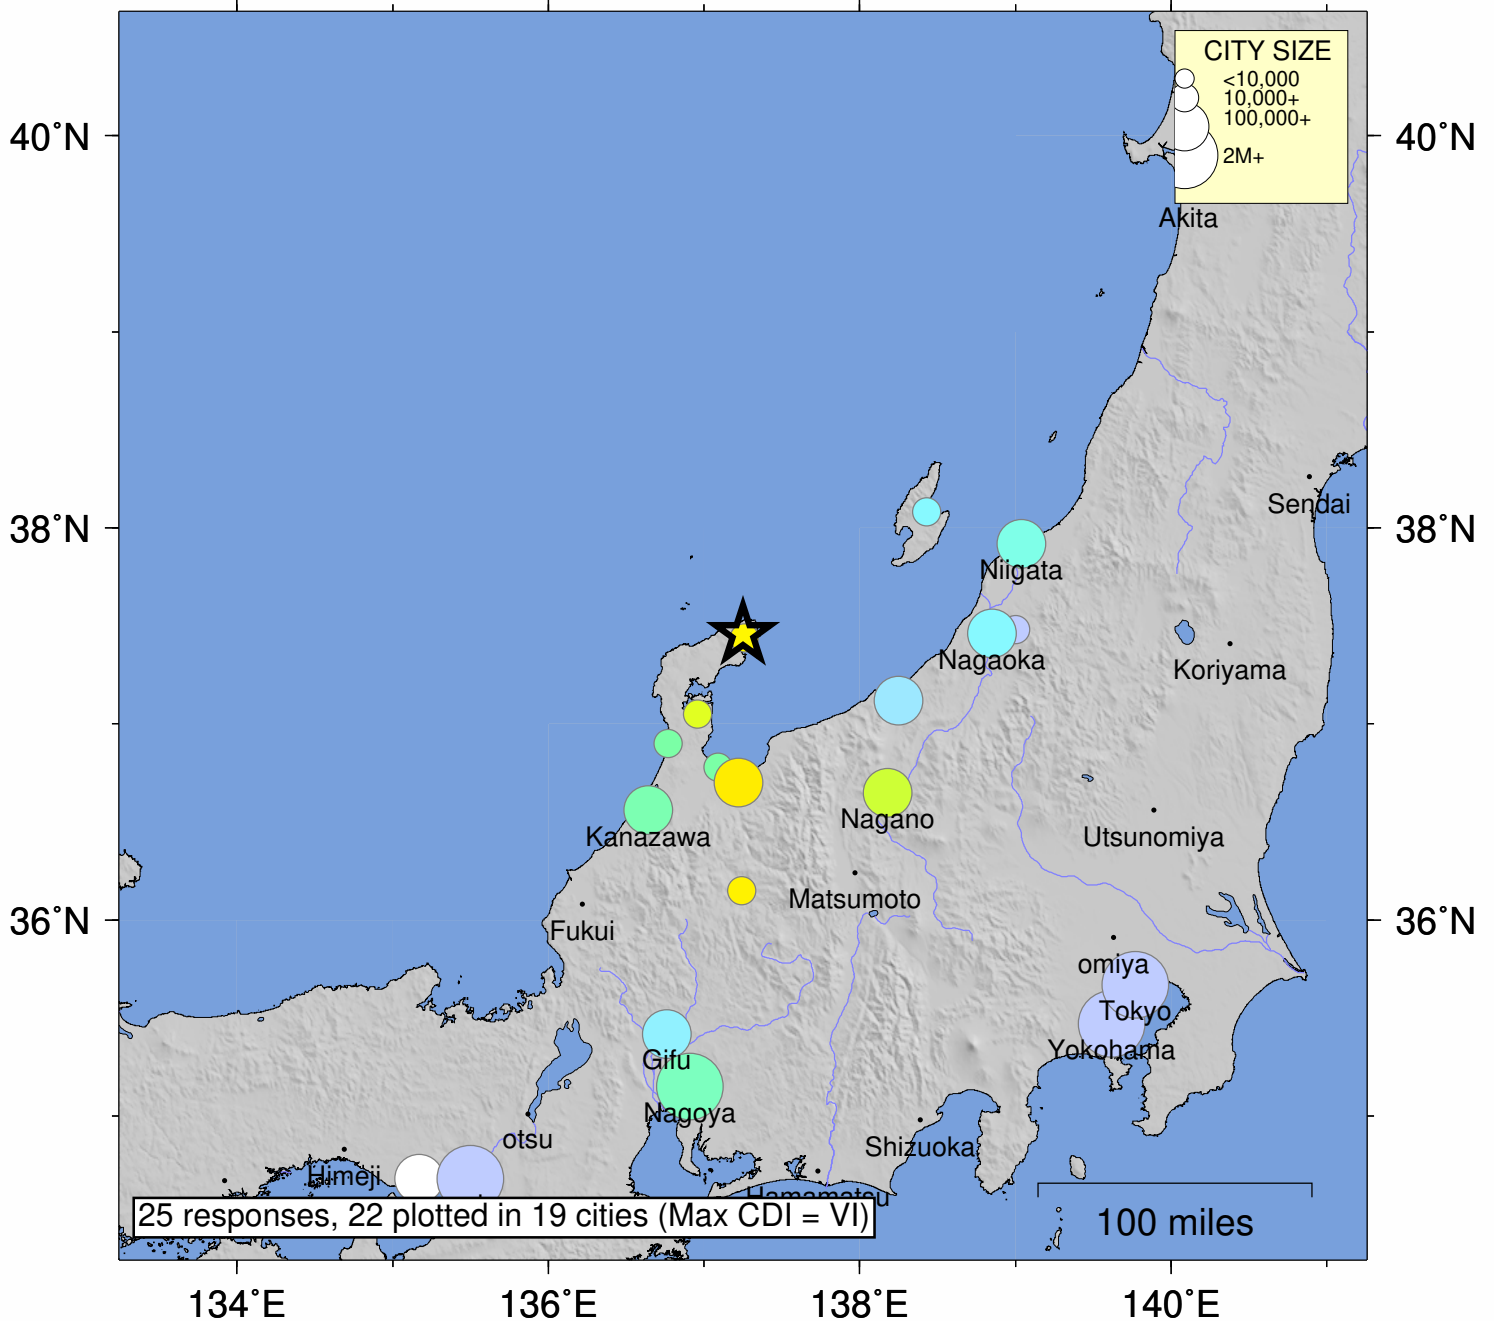 CITY SIZE
<10,000
10,000+
100,000+
2M+
40˚N
40˚N
Akita
Sendai
38˚N
38˚N
Niigata
Nagaoka
Koriyama
Nagano
Kanazawa
Utsunomiya
Matsumoto
36˚N
36˚N
Fukui
omiya
Tokyo
Yokohama
Gifu
Nagoya
otsu
Shizuoka
Himeji
Hamamatsu
25 responses, 22 plotted in 19 cities (Max CDI = VI)
100 miles
134˚E
136˚E
138˚E
140˚E